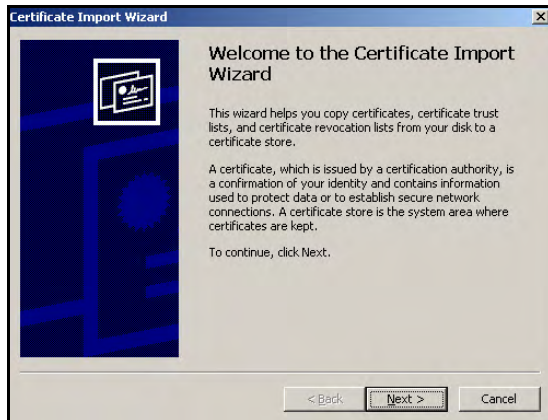 Certificate Import Wizard
Welcome to the Certificate Import
Wizard
This wizard helps you copy certificates, certificate trust
lists, and certificate revocation lists from your disk to a
certificate store.
A certificate, which is issued by a certification authority, is
a confirmation of your identity and contains information
used to protect data or to establish secure network
connections. A certificate store is the system area where
certificates are kept.
To continue, click Next.
< Back Next > Cancel